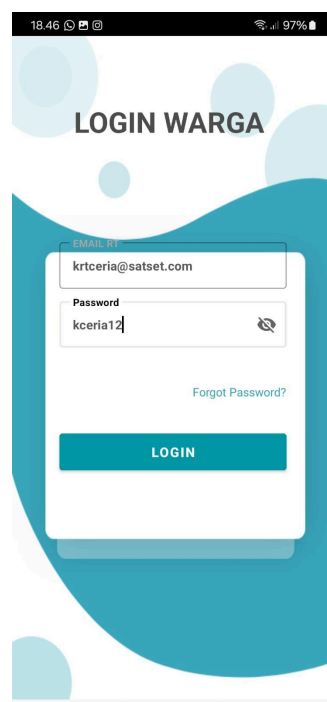 18.46 97%
LOGIN WARGA
EMAIL RT
krtceria@satset.com
Password
kceria12
Forgot Password?
LOGIN